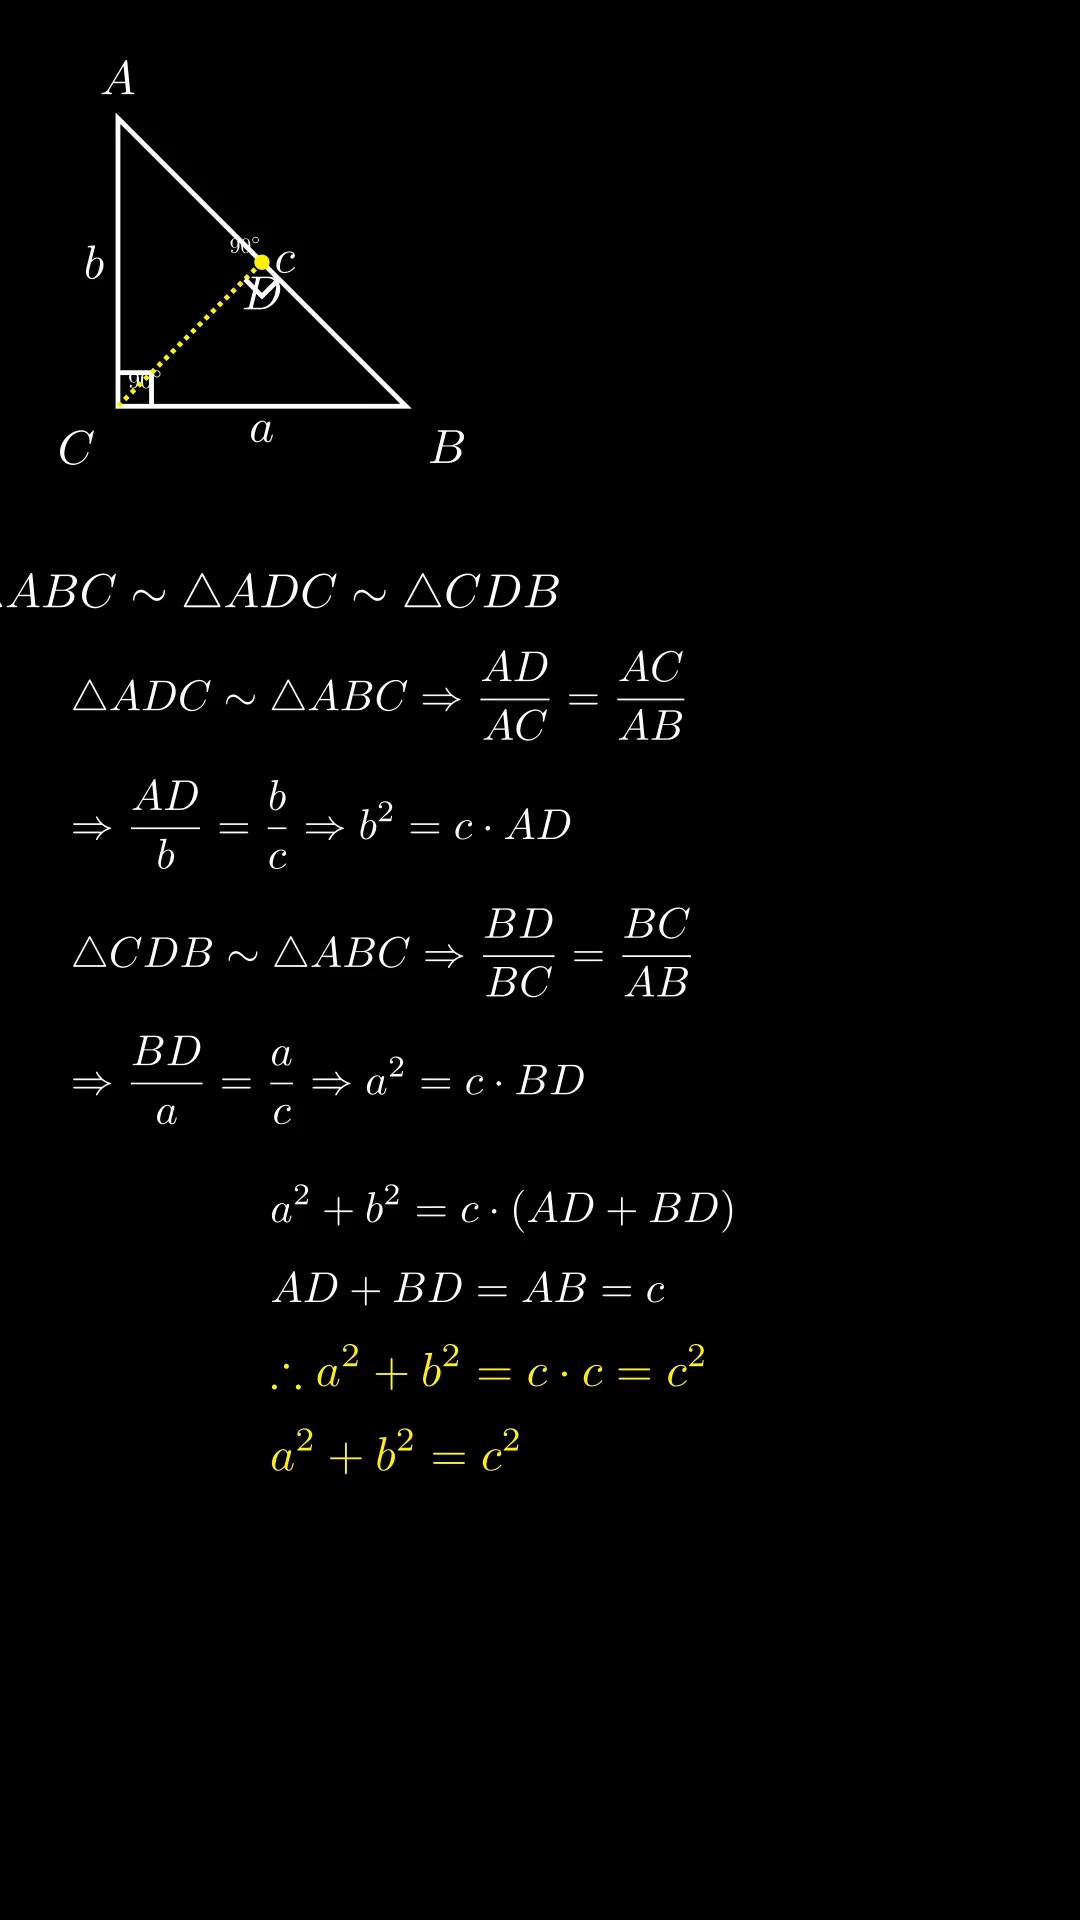 A
90°
b
c
D
90°
a
C
B
△ABC ∼ △ADC ∼ △CDB
△ADC ∼ △ABC ⇒ AD/AC = AC/AB
⇒ AD/b = b/c ⇒ b² = c · AD
△CDB ∼ △ABC ⇒ BD/BC = BC/AB
⇒ BD/a = a/c ⇒ a² = c · BD
a² + b² = c · (AD + BD)
AD + BD = AB = c
∴ a² + b² = c · c = c²
a² + b² = c²